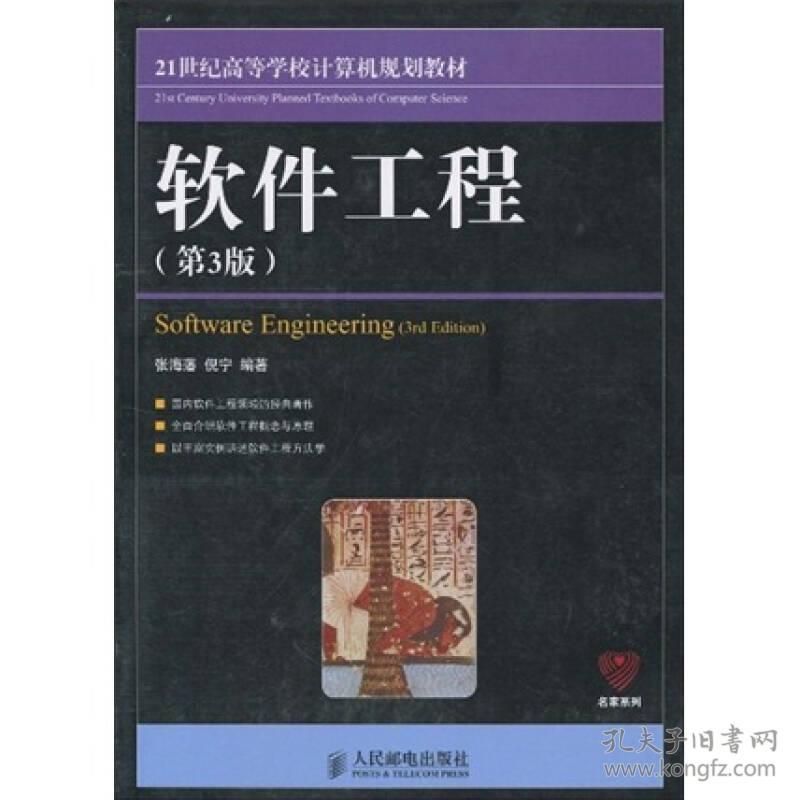 21世纪高等学校计算机规划教材
21st Century University Planned Textbooks of Computer Science
软件工程
（第3版）
Software Engineering (3rd Edition)
张海藩 倪宁 编著
国内软件工程领域的经典著作
全面介绍软件工程概念与原理
以丰富实例讲述软件工程方法学
名家系列
人民邮电出版社
POSTS & TELECOM PRESS
孔夫子旧书网
www.kongfz.com